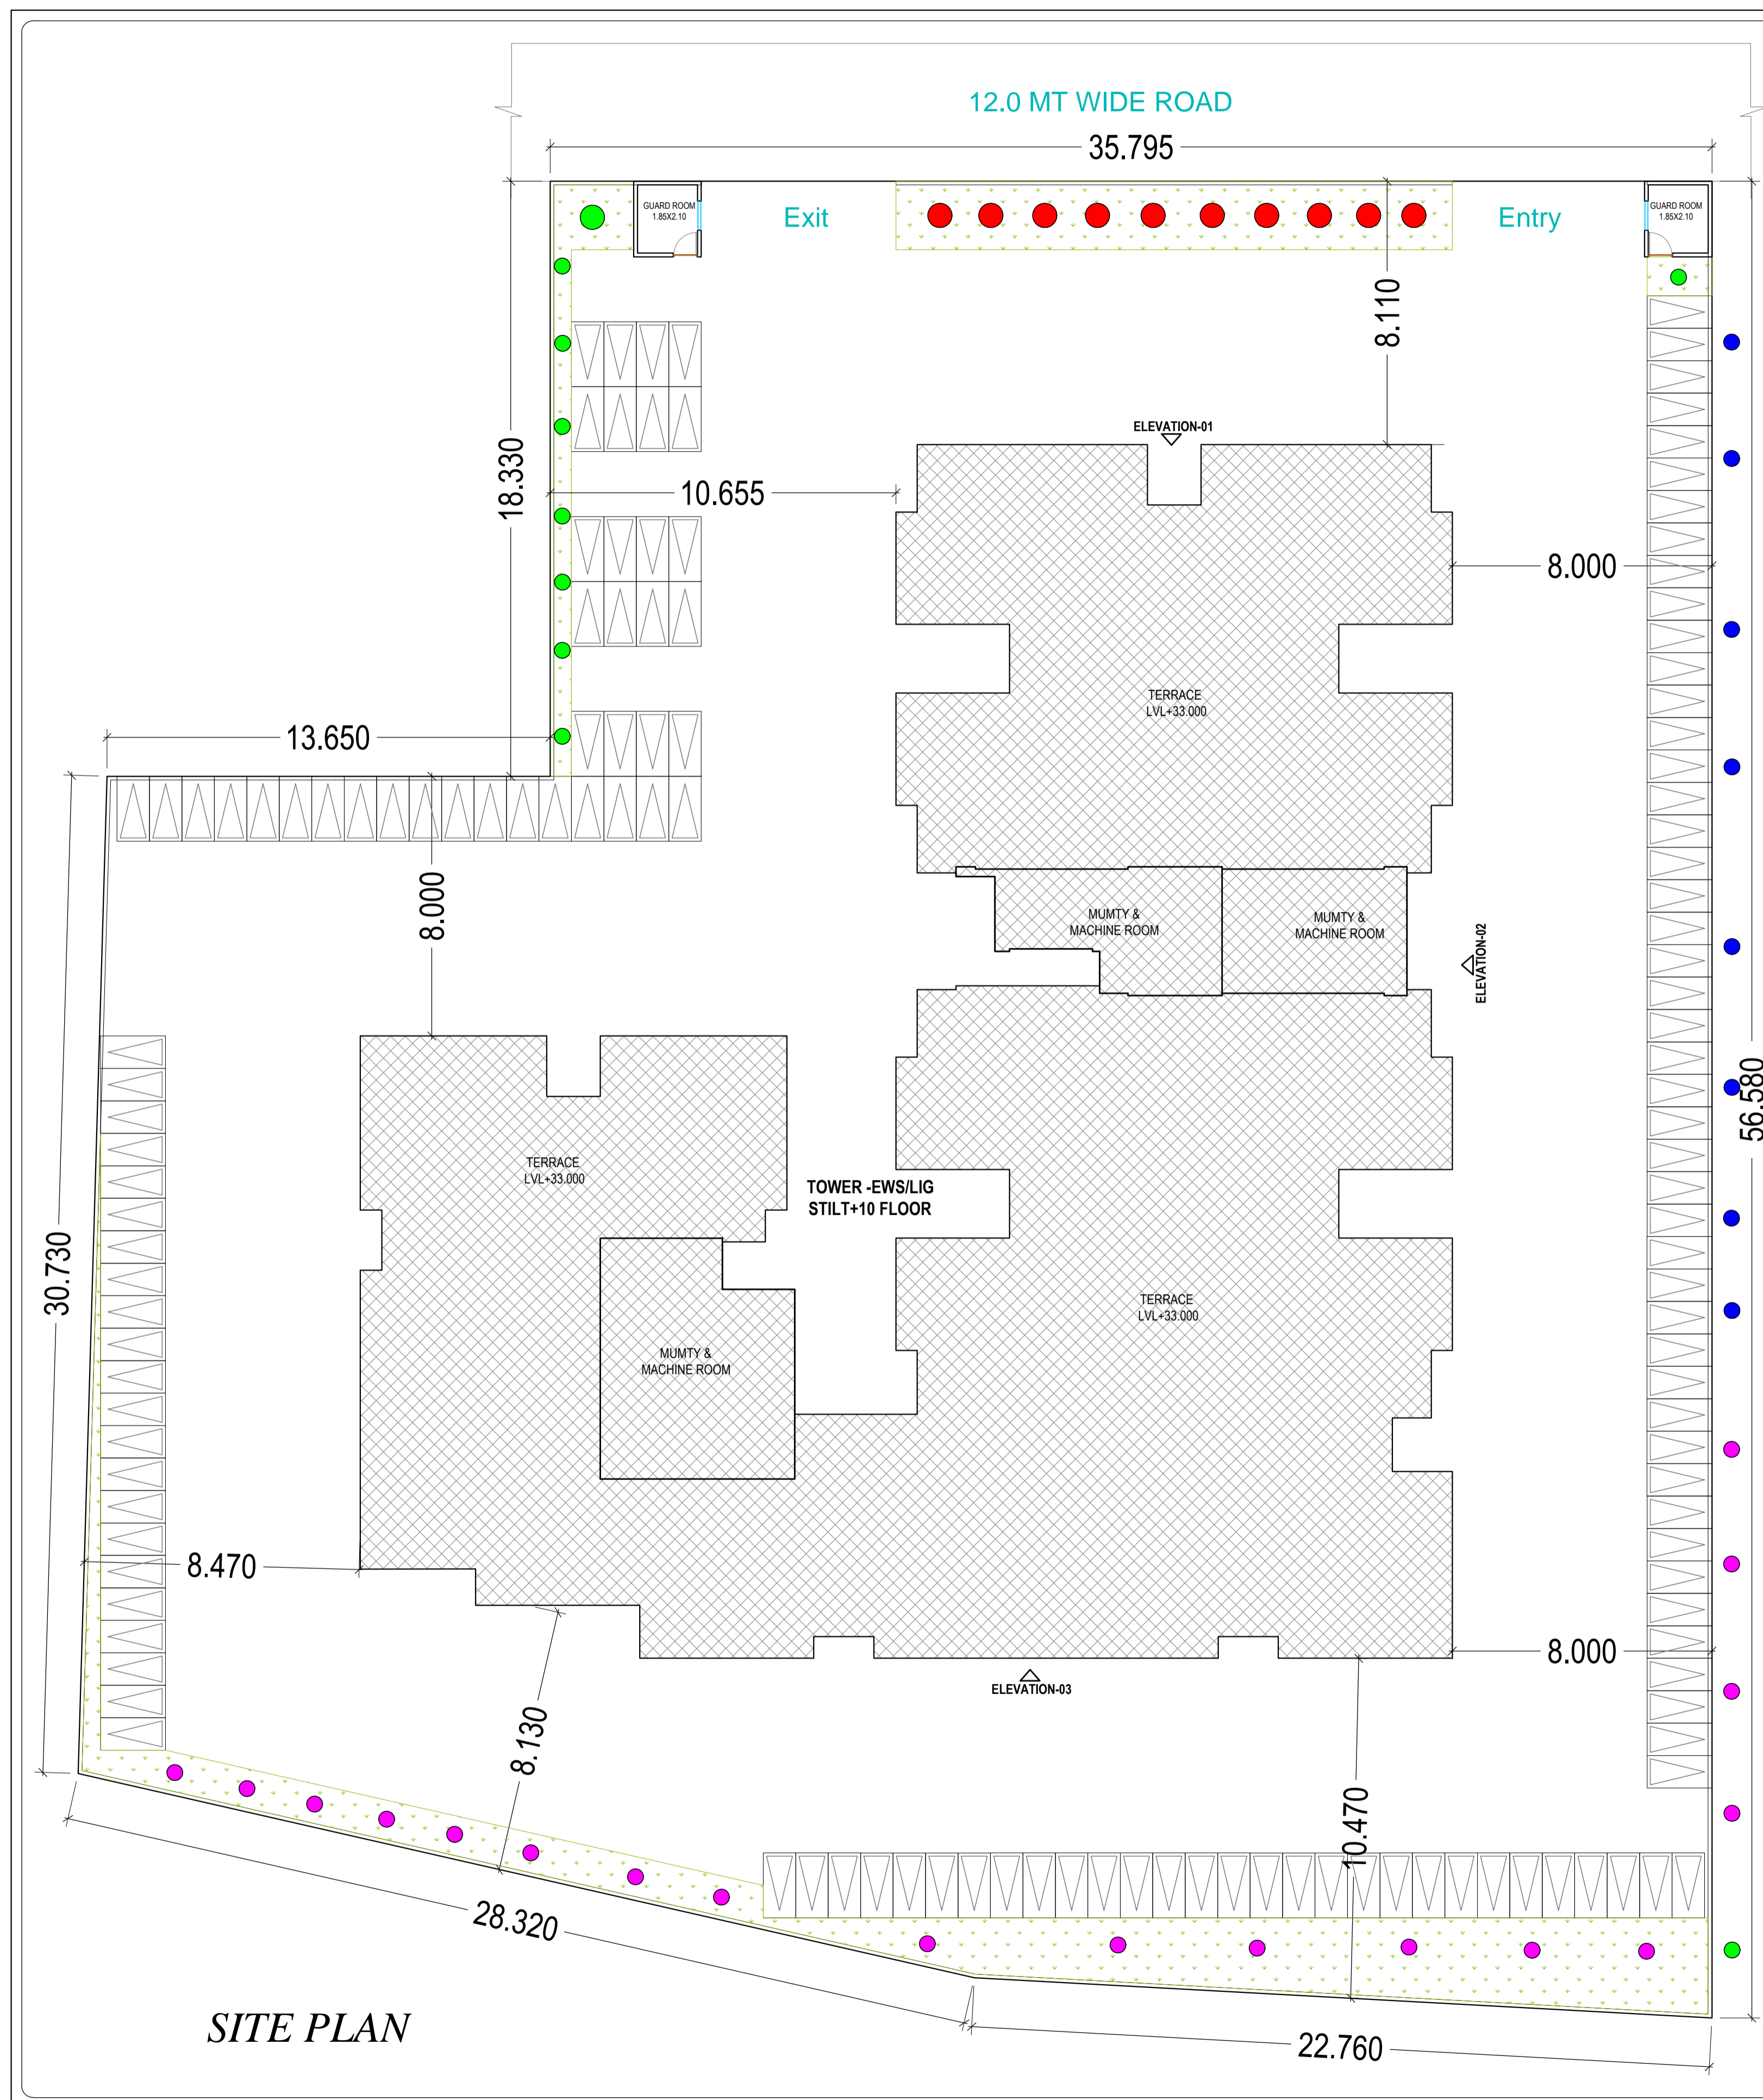 12.0 MT WIDE ROAD
35.795
GUARD ROOM
1.85X2.10
Exit
Entry
GUARD ROOM
1.85X2.10
8.110
ELEVATION-01
18.330
10.655
8.000
TERRACE
LVL+33.000
13.650
8.000
MUMTY &
MACHINE ROOM
MUMTY &
MACHINE ROOM
ELEVATION-02
56.580
TERRACE
LVL+33.000
TOWER -EWS/LIG
STILT+10 FLOOR
30.730
TERRACE
LVL+33.000
MUMTY &
MACHINE ROOM
8.470
8.000
ELEVATION-03
8.130
10.470
28.320
SITE PLAN
22.760